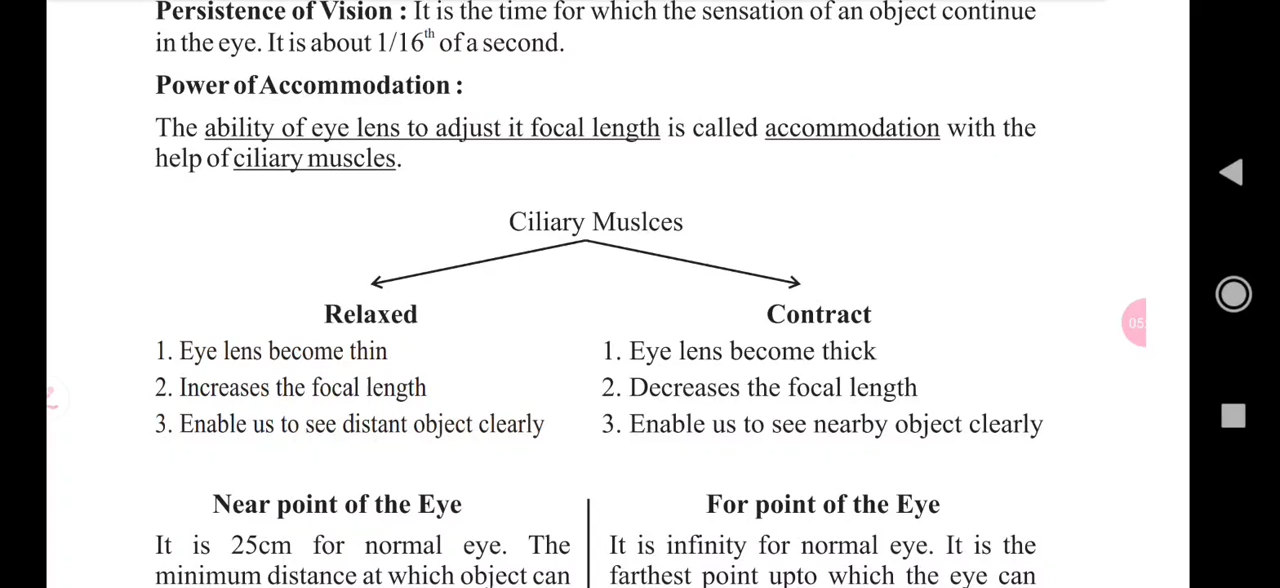 Persistence of Vision : It is the time for which the sensation of an object continue
in the eye. It is about 1/16th of a second.
Power of Accommodation :
The ability of eye lens to adjust it focal length is called accommodation with the
help of ciliary muscles.
Ciliary Muslces
Relaxed
1. Eye lens become thin
2. Increases the focal length
3. Enable us to see distant object clearly
Contract
1. Eye lens become thick
2. Decreases the focal length
3. Enable us to see nearby object clearly
Near point of the Eye
It is 25cm for normal eye. The
minimum distance at which object can
For point of the Eye
It is infinity for normal eye. It is the
farthest point upto which the eye can
05